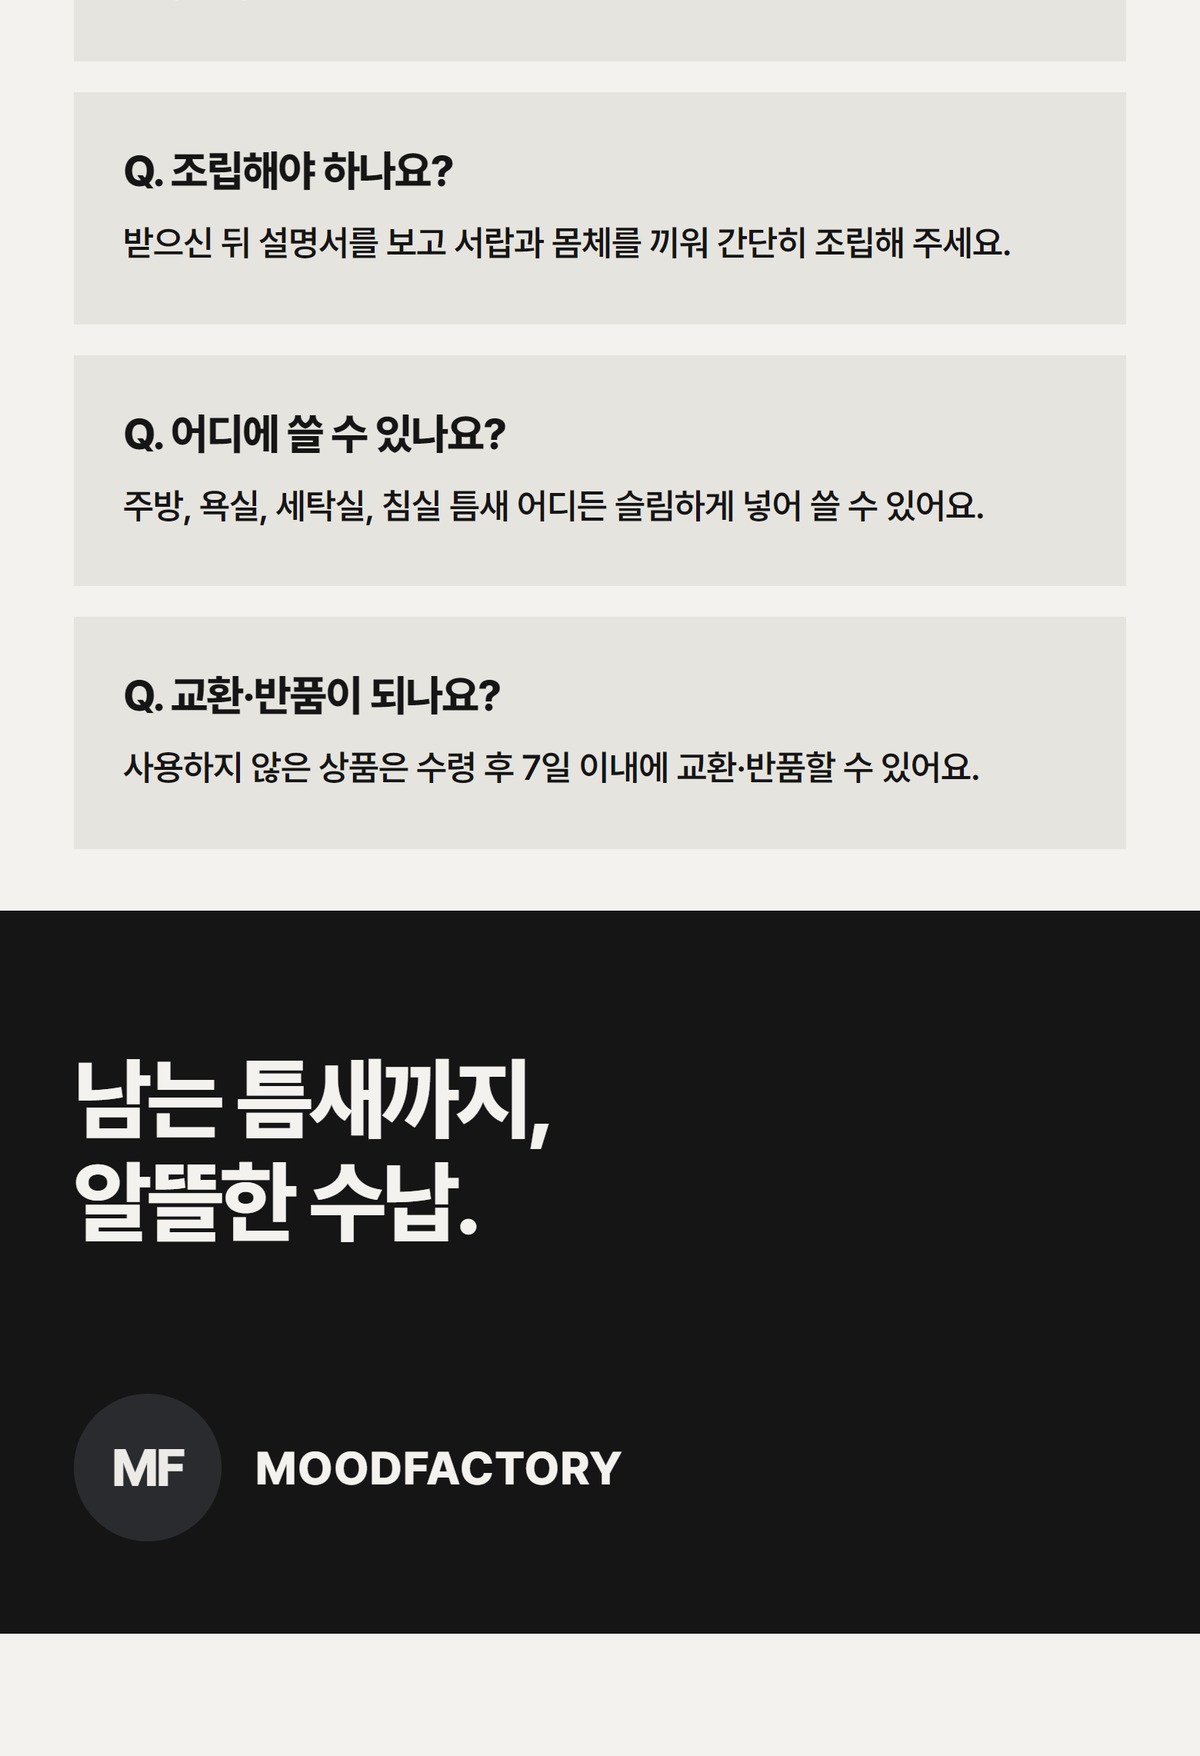 Q. 조립해야 하나요?
받으신 뒤 설명서를 보고 서랍과 몸체를 끼워 간단히 조립해 주세요.
Q. 어디에 쓸 수 있나요?
주방, 욕실, 세탁실, 침실 틈새 어디든 슬림하게 넣어 쓸 수 있어요.
Q. 교환·반품이 되나요?
사용하지 않은 상품은 수령 후 7일 이내에 교환·반품할 수 있어요.
남는 틈새까지,
알뜰한 수납.
MF
MOODFACTORY